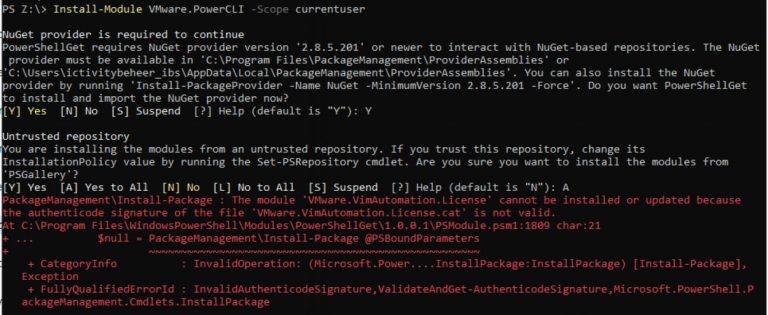 PS Z:\> Install-Module VMware.PowerCLI -Scope currentuser
NuGet provider is required to continue
PowerShellGet requires NuGet provider version '2.8.5.201' or newer to interact with NuGet-based repositories. The NuGet
provider must be available in 'C:\Program Files\PackageManagement\ProviderAssemblies' or
'C:\Users\ictivitybeheer_ibs\AppData\Local\PackageManagement\ProviderAssemblies'. You can also install the NuGet
provider by running 'Install-PackageProvider -Name NuGet -MinimumVersion 2.8.5.201 -Force'. Do you want PowerShellGet
to install and import the NuGet provider now?
[Y] Yes  [N] No  [S] Suspend  [?] Help (default is "Y"): Y
Untrusted repository
You are installing the modules from an untrusted repository. If you trust this repository, change its
InstallationPolicy value by running the Set-PSRepository cmdlet. Are you sure you want to install the modules from
'PSGallery'?
[Y] Yes  [A] Yes to All  [N] No  [L] No to All  [S] Suspend  [?] Help (default is "N"): A
PackageManagement\Install-Package : The module 'VMware.VimAutomation.License' cannot be installed or updated because
the authenticode signature of the file 'VMware.VimAutomation.License.cat' is not valid.
At C:\Program Files\WindowsPowerShell\Modules\PowerShellGet\1.0.0.1\PSModule.psm1:1809 char:21
+ ...          $null = PackageManagement\Install-Package @PSBoundParameters
+                      ~~~~~~~~~~~~~~~~~~~~~~~~~~~~~~~~~~~~~~~~~~~~~~~~~~~~
+ CategoryInfo          : InvalidOperation: (Microsoft.Power....InstallPackage:InstallPackage) [Install-Package],
Exception
+ FullyQualifiedErrorId : InvalidAuthenticodeSignature,ValidateAndGet-AuthenticodeSignature,Microsoft.PowerShell.P
ackageManagement.Cmdlets.InstallPackage